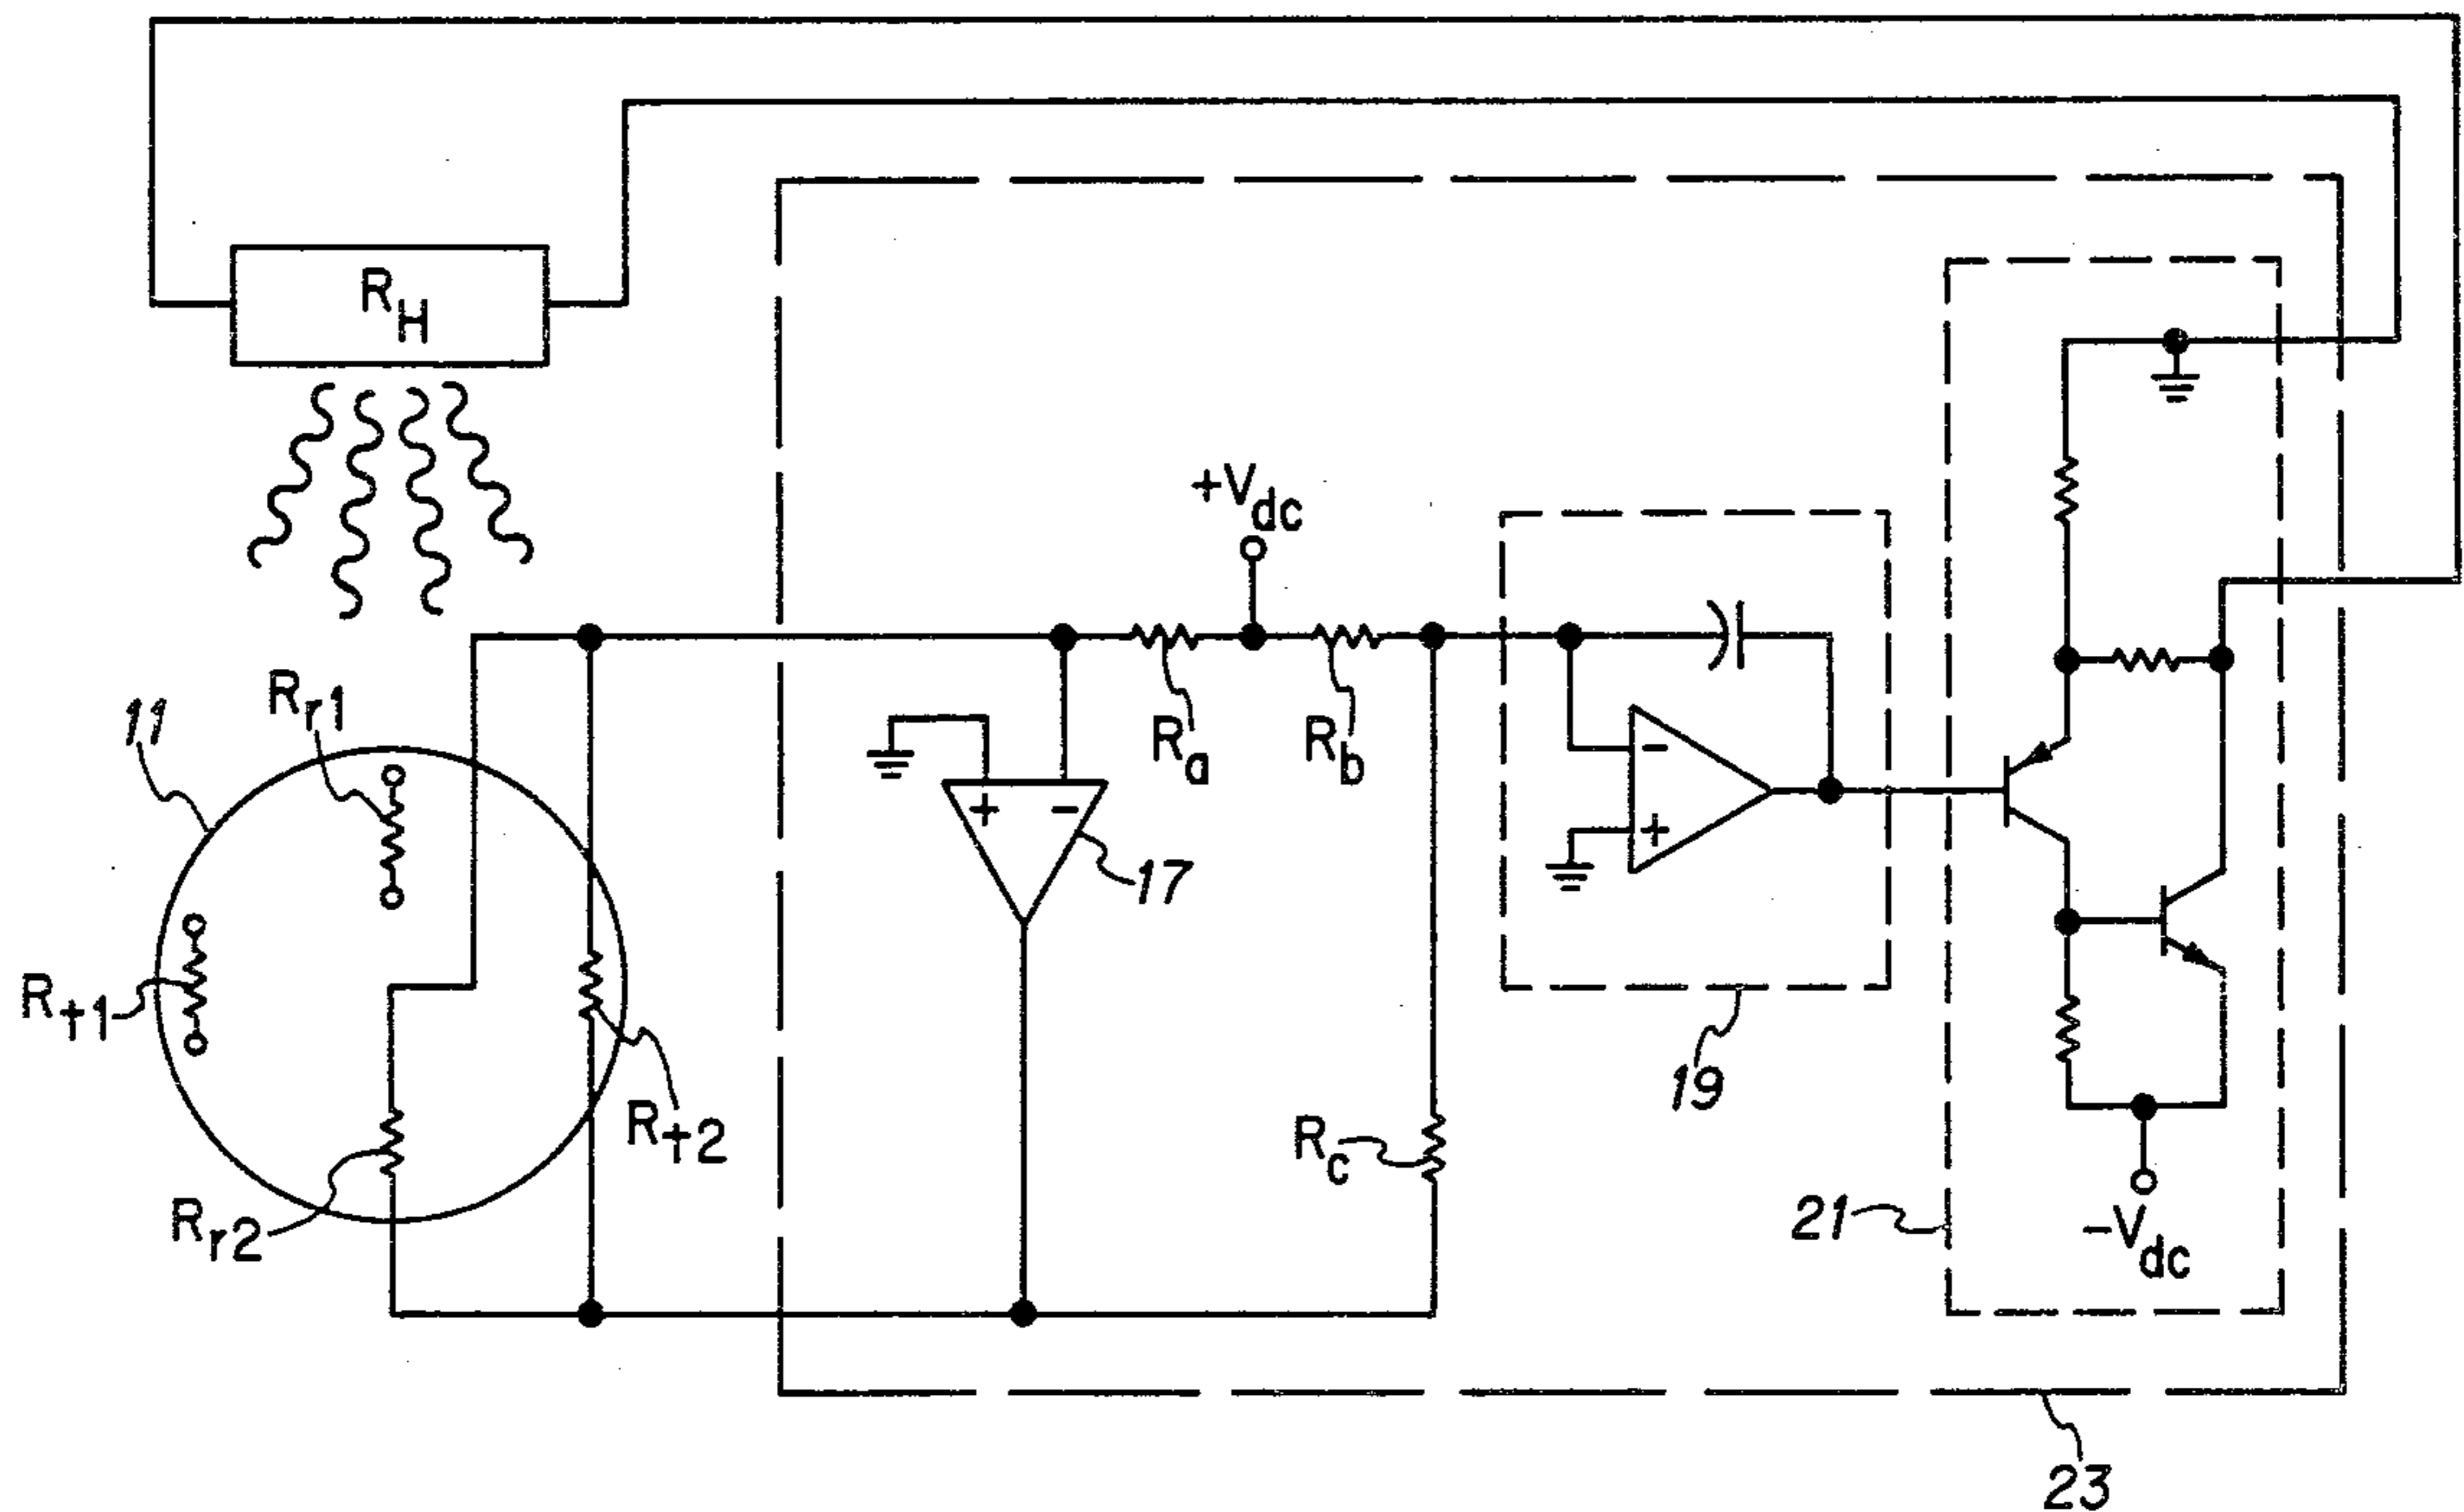 R_H
+V_dc
11
R_r1
R_a
R_b
-
+ -
17
+
R_t1
R_t2
19
R_c
R_r2
21
-V_dc
23